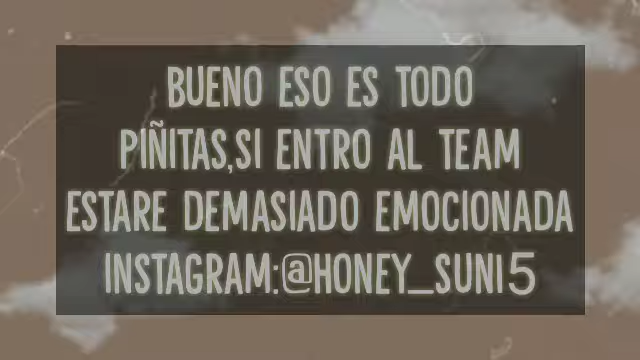 BUENO ESO ES TODO
PIÑITAS,SI ENTRO AL TEAM
ESTARE DEMASIADO EMOCIONADA
INSTAGRAM:@HONEY_SUNI5